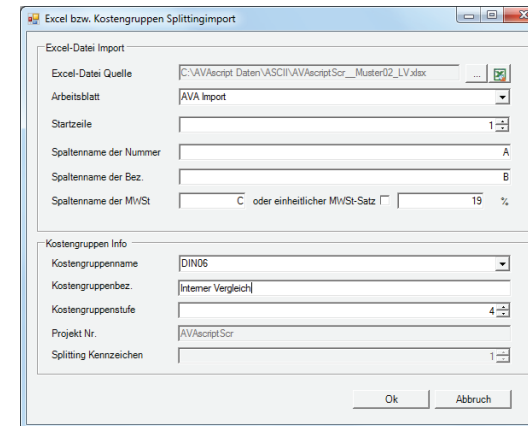 Excel bzw. Kostengruppen Splittingimport
Excel-Datei Import
Excel-Datei Quelle C:\AVAscript Daten\ASCII\AVAscriptScr__Muster02_LV.xlsx ...
Arbeitsblatt AVA Import
Startzeile 1
Spaltenname der Nummer A
Spaltenname der Bez. B
Spaltenname der MWSt C oder einheitlicher MWSt-Satz 19 %
Kostengruppen Info
Kostengruppenname DIN06
Kostengruppenbez. Interner Vergleich
Kostengruppenstufe 4
Projekt Nr. AVAscriptScr
Splitting Kennzeichen 1
Ok Abbruch